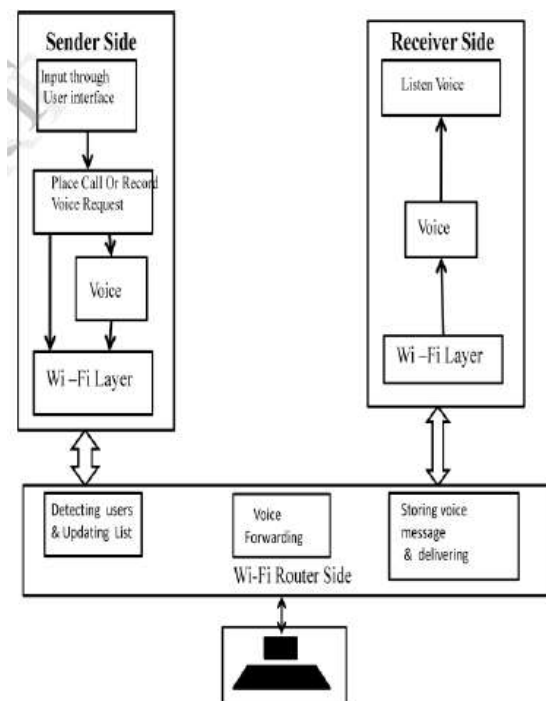 Sender Side
Input through
User interface
Place Call Or Record
Voice Request
Voice
Wi –Fi Layer
Receiver Side
Listen Voice
Voice
Wi –Fi Layer
Detecting users
& Updating List
Voice
Forwarding
Storing voice
message
& delivering
Wi-Fi Router Side